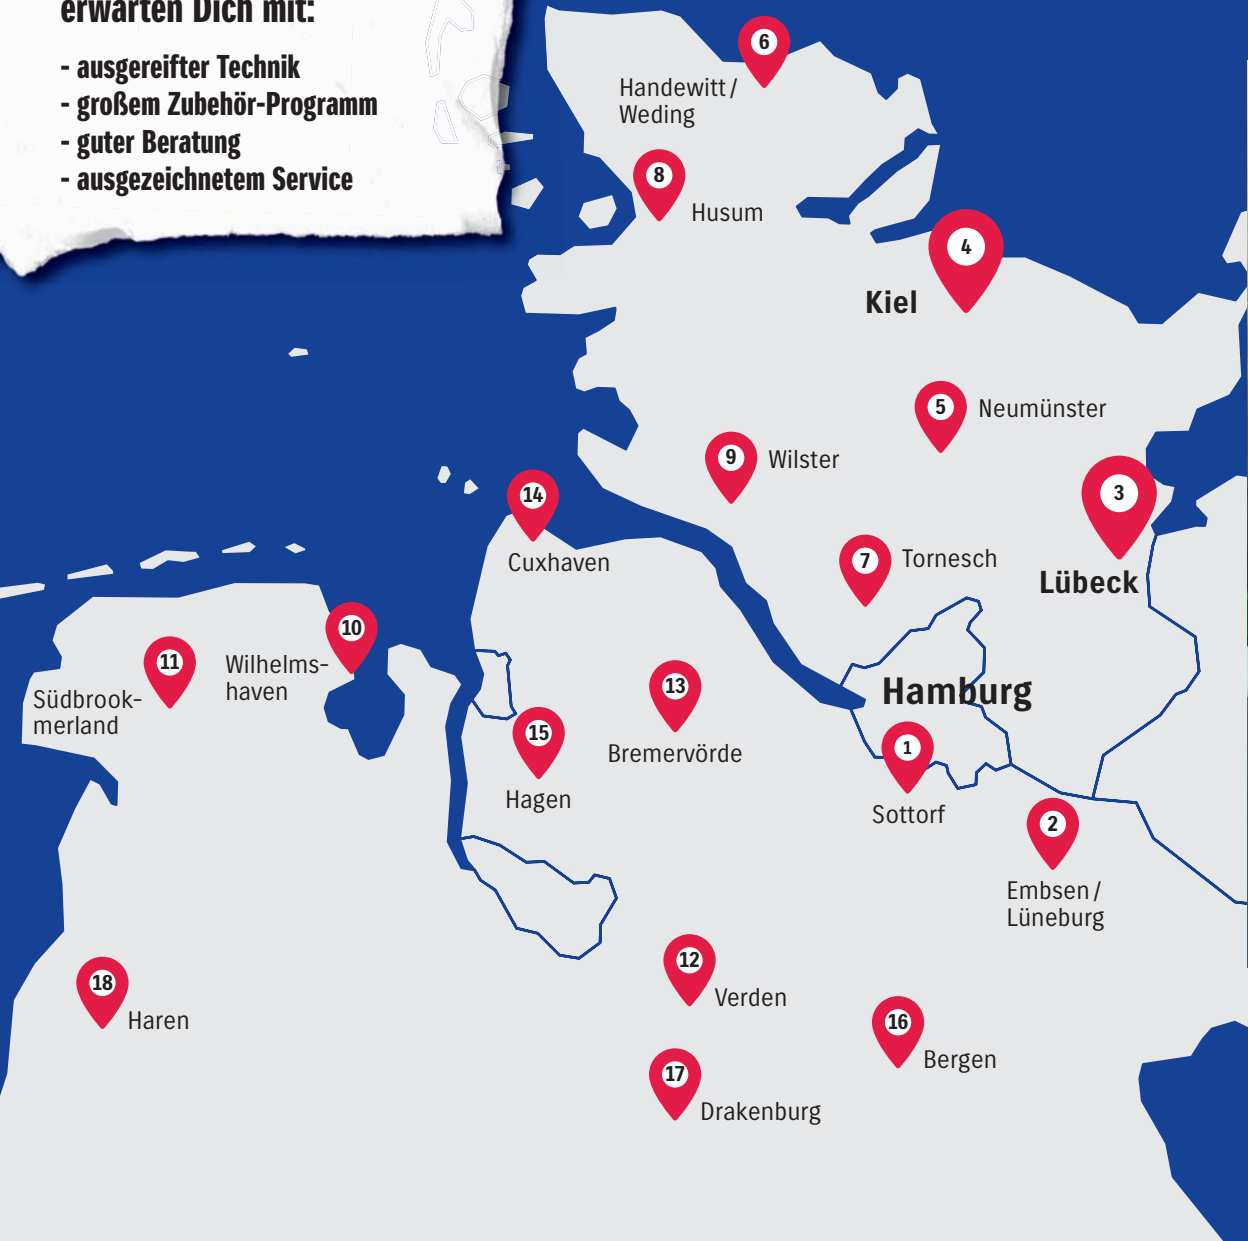 erwarten Dich mit:
- ausgereifter Technik
- großem Zubehör-Programm
- guter Beratung
- ausgezeichnetem Service
6
Handewitt /
Weding
8
Husum
4
Kiel
5
Neumünster
9
Wilster
3
Lübeck
14
Cuxhaven
7
Tornesch
10
Wilhelms-
haven
11
Südbrook-
merland
13
Bremervörde
Hamburg
15
Hagen
1
Sottorf
2
Embsen /
Lüneburg
12
Verden
18
Haren
16
Bergen
17
Drakenburg